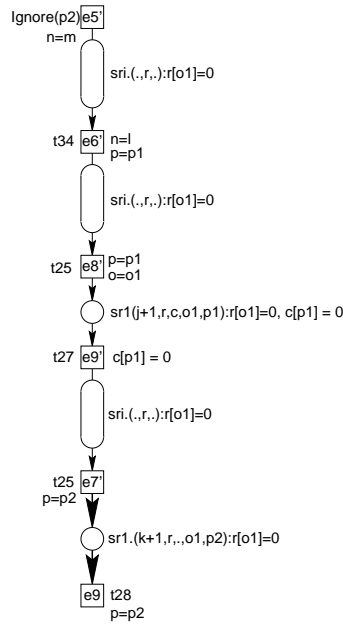 Ignore(p2) e5'
n=m
sri.(.,r,.):r[o1]=0
t34 e6' n=l
p=p1
sri.(.,r,.):r[o1]=0
t25 e8' p=p1
o=o1
sr1(j+1,r,c,o1,p1):r[o1]=0, c[p1] = 0
t27 e9' c[p1] = 0
sri.(.,r,.):r[o1]=0
t25 e7'
p=p2
sr1.(k+1,r,.,o1,p2):r[o1]=0
e9 t28
p=p2